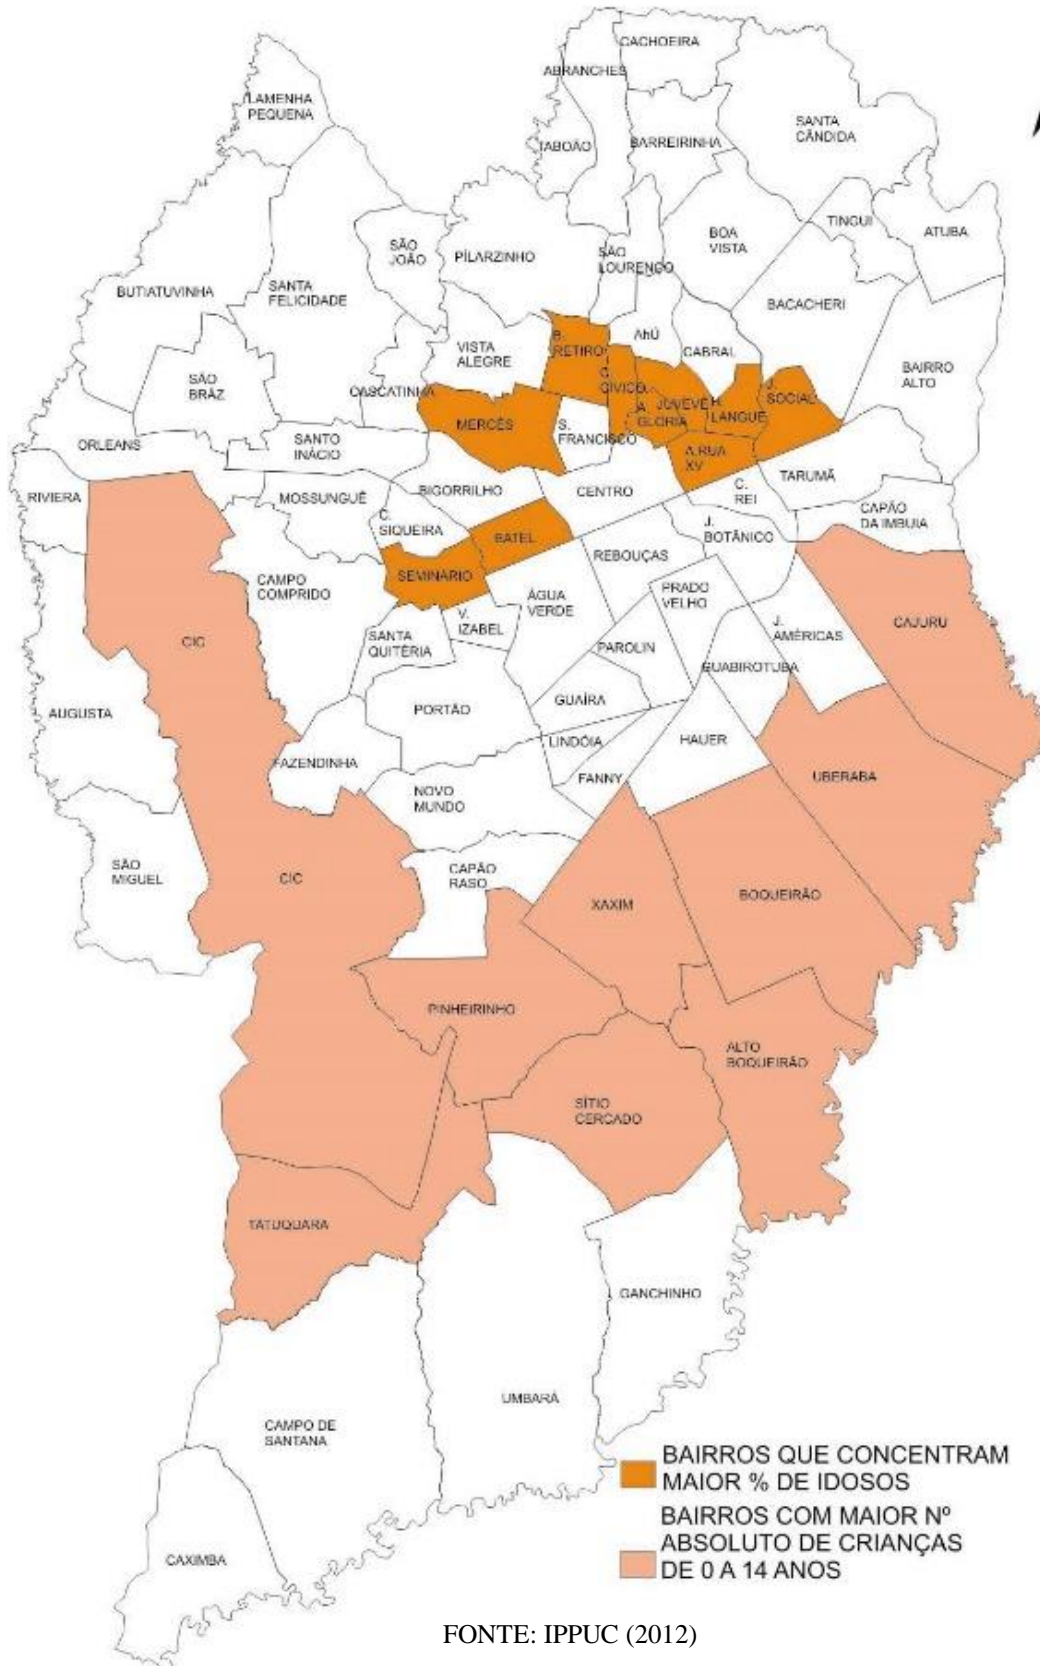 CACHOEIRA
ABRANCHES
LAMENHA
PEQUENA
SANTA
CÂNDIDA
TABOÃO
BARREIRINHA
TINGUI
ATUBA
BOA
VISTA
SÃO
JOÃO
PILARZINHO
SÃO
LOURENÇO
BUTIATUVINHA
SANTA
FELICIDADE
BACACHERI
VISTA
ALEGRE
B.
RETIRO
AhÚ
CABRAL
BAIRRO
ALTO
SÃO
BRÁZ
CASCATINHA
C.
CÍVICO
J.
SOCIAL
MERCÊS
S.
FRANCISCO
A.
GLORIA
JUVEVÊ
H.
LANGUE
ORLEANS
SANTO
INÁCIO
A.RUA
XV
TARUMÃ
RIVIERA
MOSSUNGUÊ
BIGORRILHO
CENTRO
C.
REI
CAPÃO
DA IMBUIA
C.
SIQUEIRA
BATEL
J.
BOTÂNICO
REBOUÇAS
SEMINÁRIO
CAMPO
COMPRIDO
ÁGUA
VERDE
PRADO
VELHO
CAJURU
SANTA
QUITÉRIA
V.
IZABEL
J.
AMÉRICAS
CIC
PAROLIN
GUABIROTUBA
AUGUSTA
PORTÃO
GUAÍRA
LINDÓIA
HAUER
FAZENDINHA
FANNY
UBERABA
NOVO
MUNDO
SÃO
MIGUEL
CIC
CAPÃO
RASO
XAXIM
BOQUEIRÃO
PINHEIRINHO
ALTO
BOQUEIRÃO
SÍTIO
CERCADO
TATUQUARA
GANCHINHO
UMBARÁ
CAMPO DE
SANTANA
CAXIMBA
BAIRROS QUE CONCENTRAM
MAIOR % DE IDOSOS
BAIRROS COM MAIOR Nº
ABSOLUTO DE CRIANÇAS
DE 0 A 14 ANOS
FONTE: IPPUC (2012)